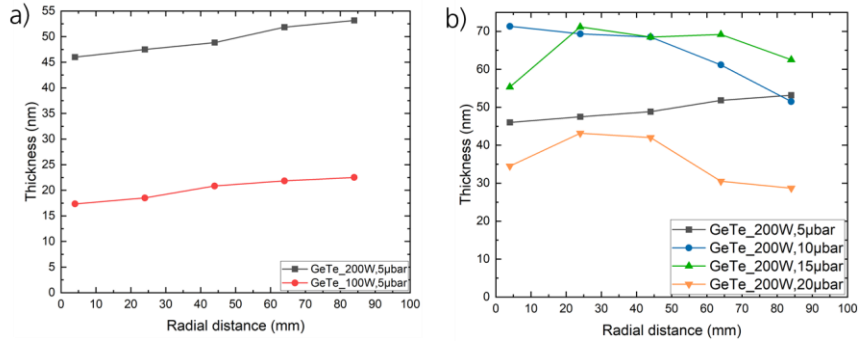 a)
55
50
45
40
35
30
25
20
15
10
5
0
Thickness (nm)
GeTe_200W,5µbar
GeTe_100W,5µbar
0 10 20 30 40 50 60 70 80 90 100
Radial distance (mm)
b)
70
60
50
40
30
20
10
0
Thickness (nm)
GeTe_200W,5µbar
GeTe_200W,10µbar
GeTe_200W,15µbar
GeTe_200W,20µbar
0 10 20 30 40 50 60 70 80 90 100
Radial distance (mm)